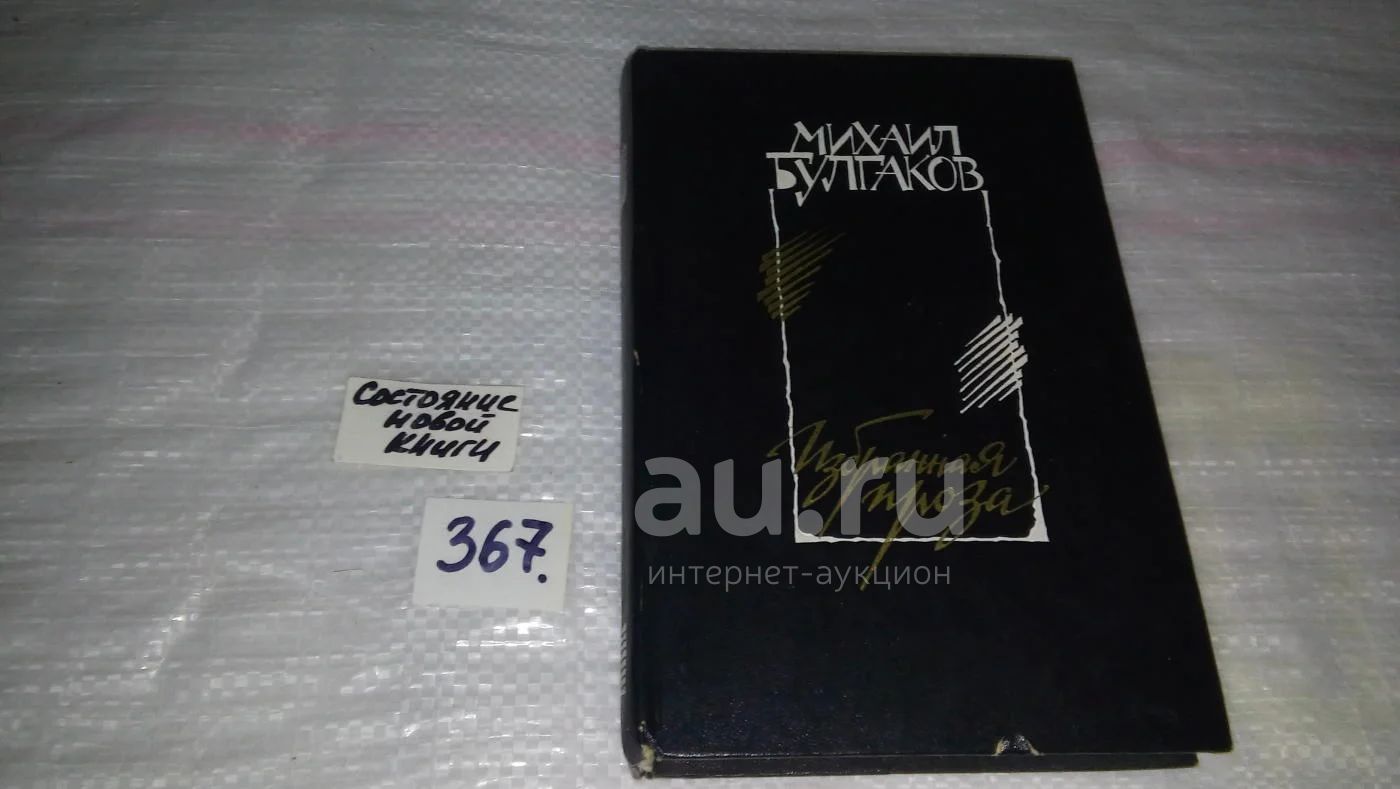 МИХАИЛ
БУЛГАКОВ
Избранная
проза
Состояние
новой
книги
367.
au.ru
интернет-аукцион